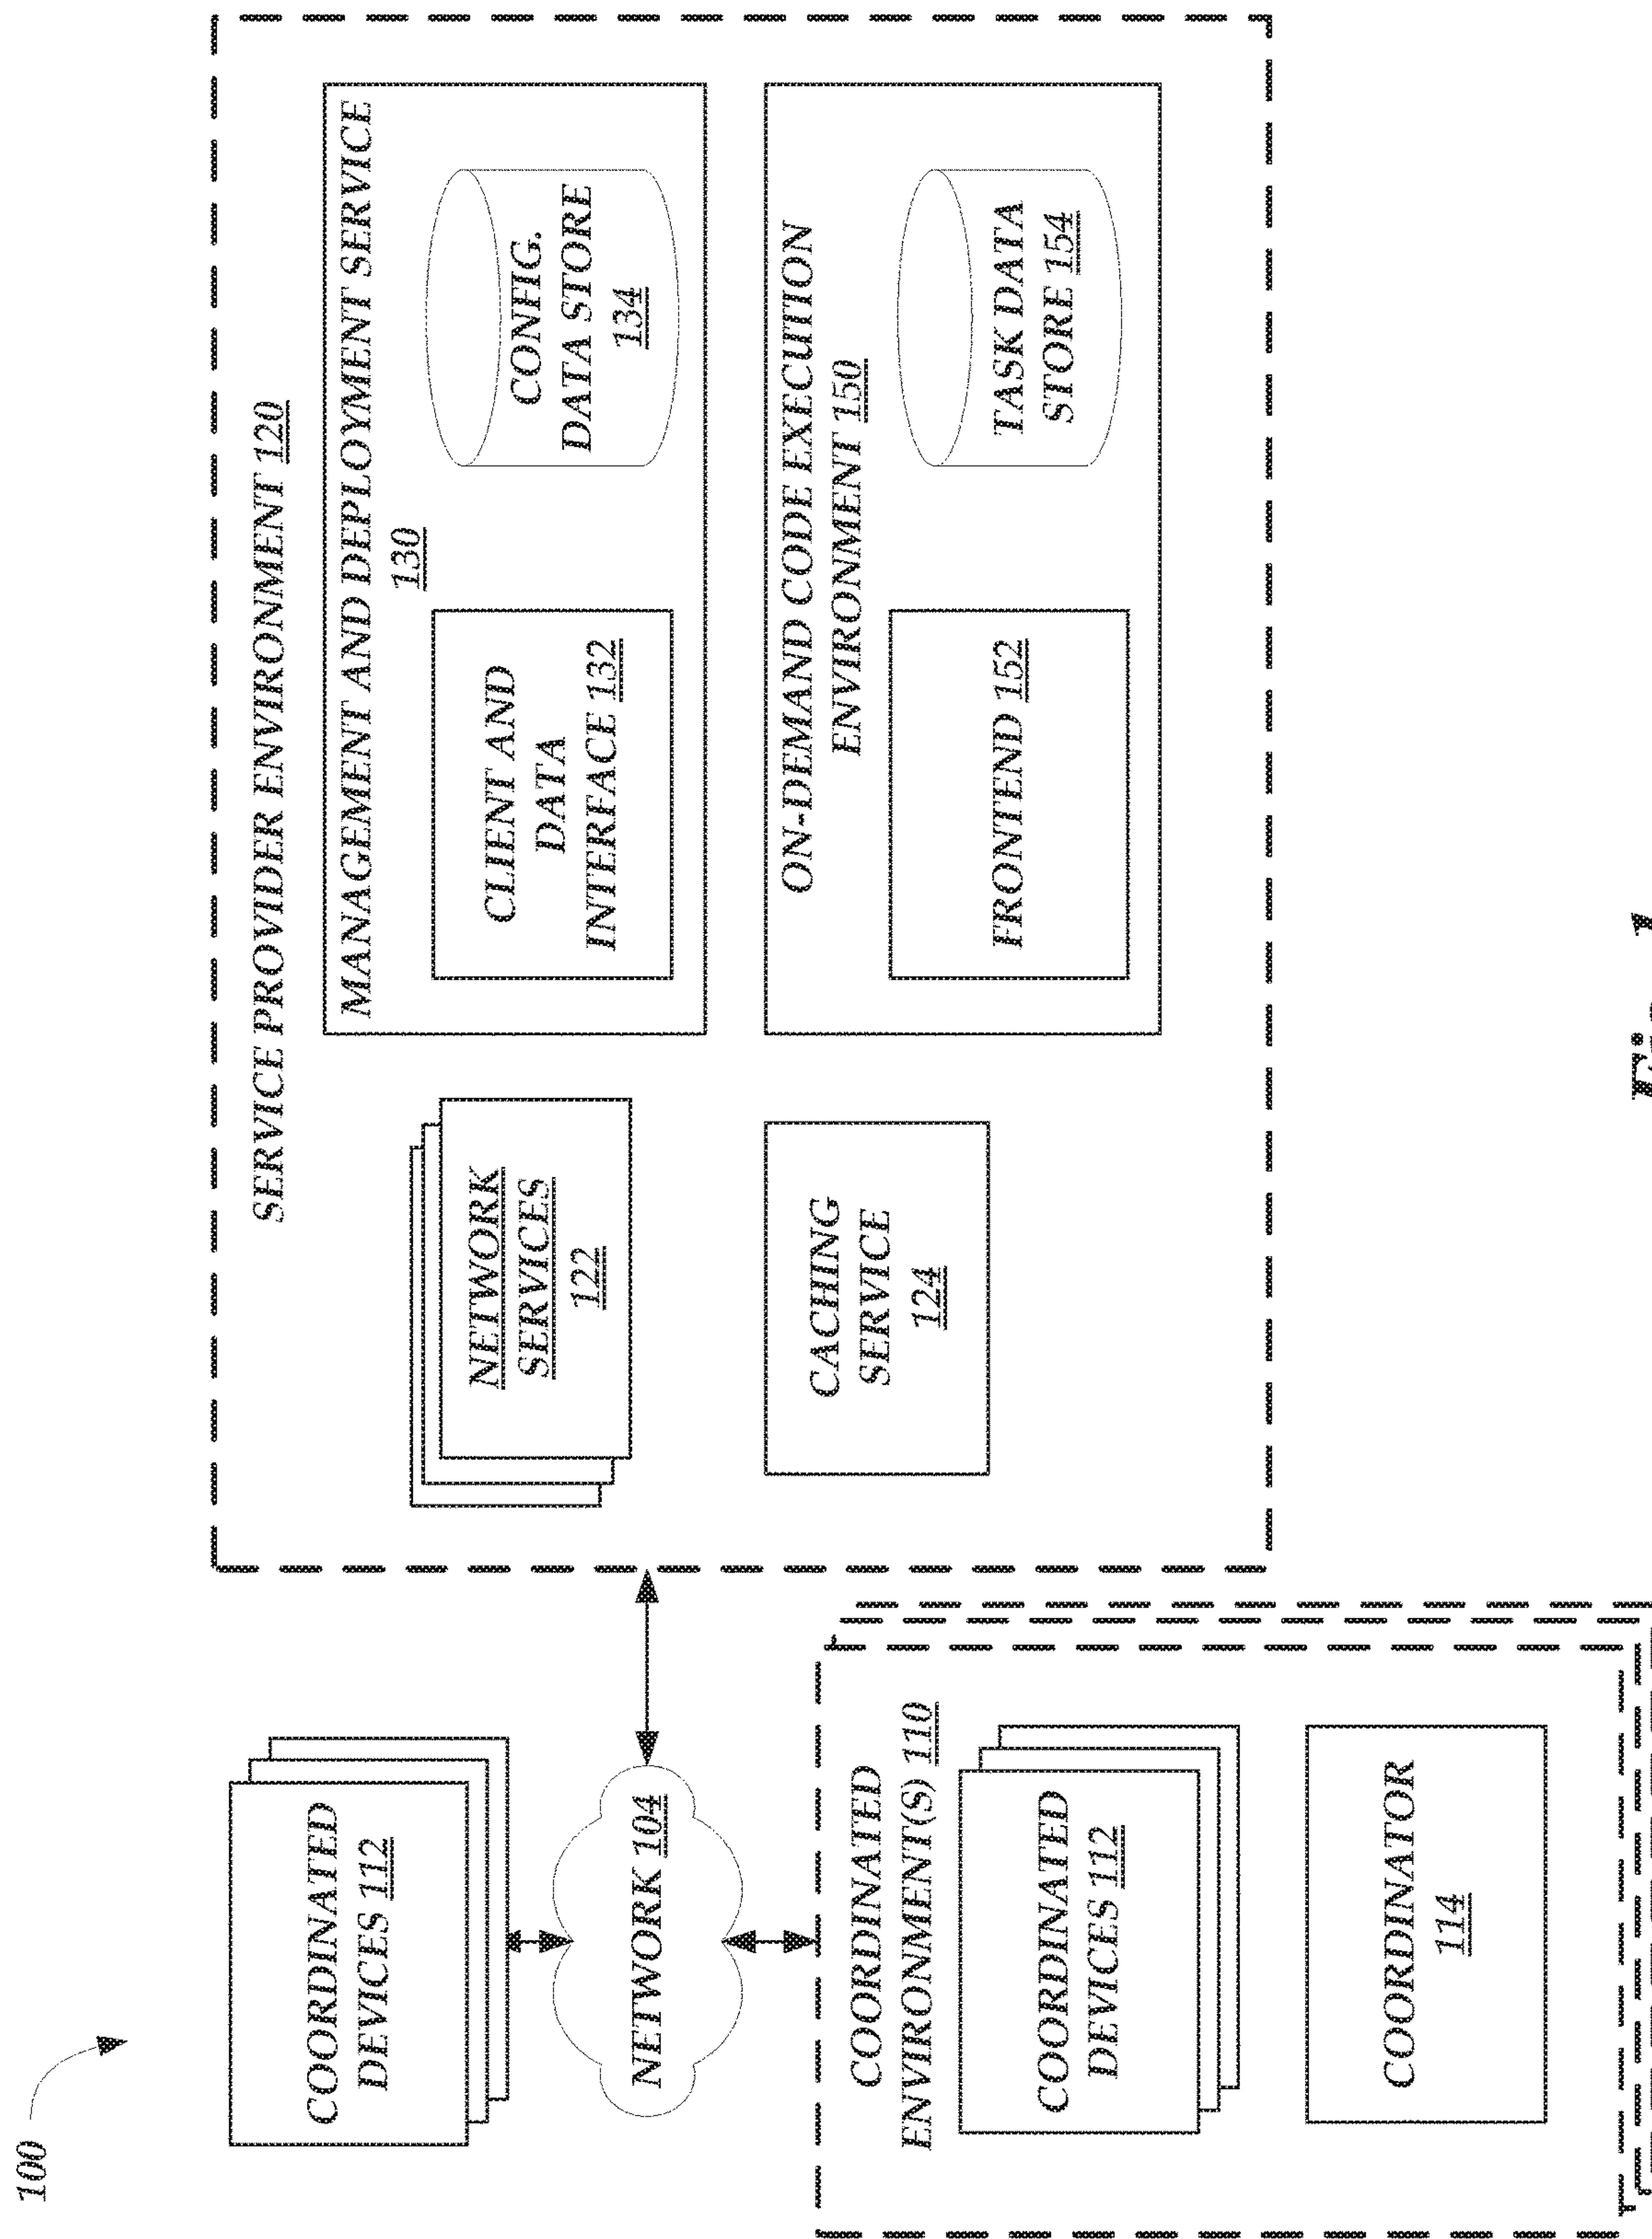 100
COORDINATED
DEVICES 112
NETWORK 104
COORDINATED
ENVIRONMENT(S) 110
COORDINATED
DEVICES 112
COORDINATOR
114
SERVICE PROVIDER ENVIRONMENT 120
NETWORK
SERVICES
122
CACHING
SERVICE
124
MANAGEMENT AND DEPLOYMENT SERVICE
130
CLIENT AND
DATA
INTERFACE 132
CONFIG.
DATA STORE
134
ON-DEMAND CODE EXECUTION
ENVIRONMENT 150
FRONTEND 152
TASK DATA
STORE 154
Fig. 1